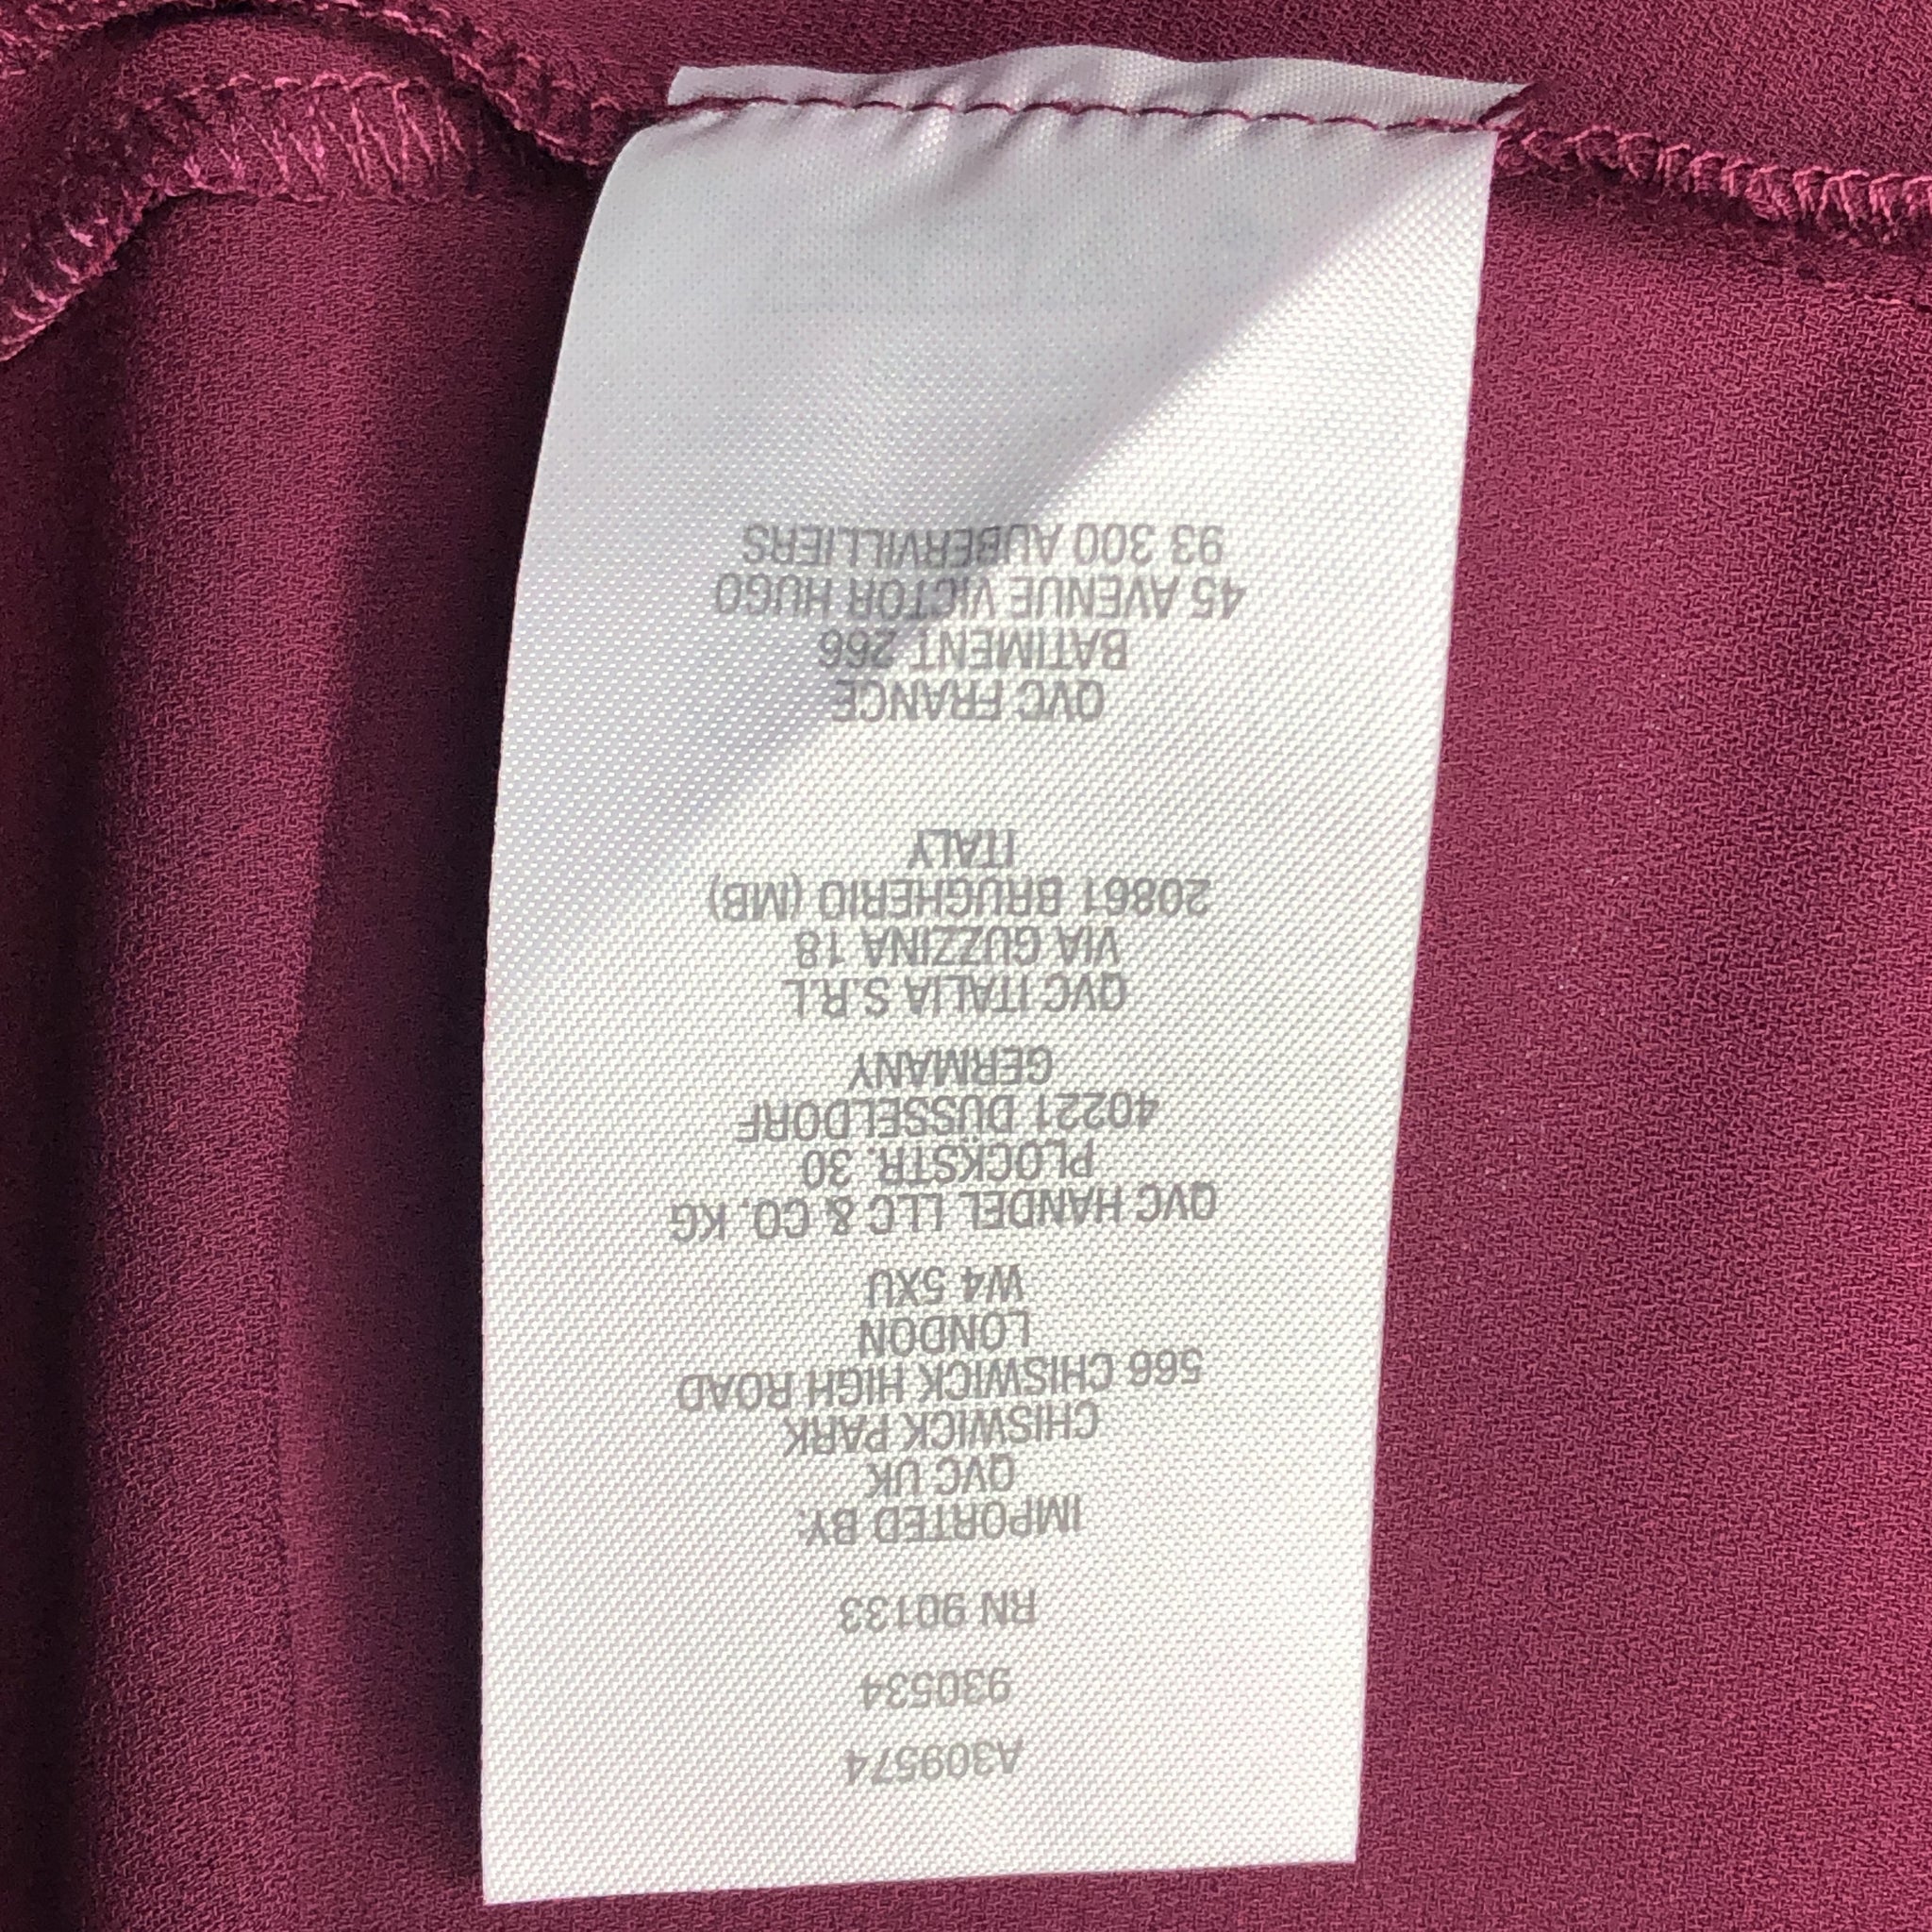 A309574
930534
RN 90133
IMPORTED BY:
QVC UK
CHISWICK PARK
566 CHISWICK HIGH ROAD
LONDON
W4 5XU
QVC HANDEL LLC & CO. KG
PLOCKSTR. 30
40221 DÜSSELDORF
GERMANY
QVC ITALIA S.R.L
VIA GUZZINA 18
20861 BRUGHERIO (MB)
ITALY
QVC FRANCE
BATIMENT 266
45 AVENUE VICTOR HUGO
93 300 AUBERVILLIERS